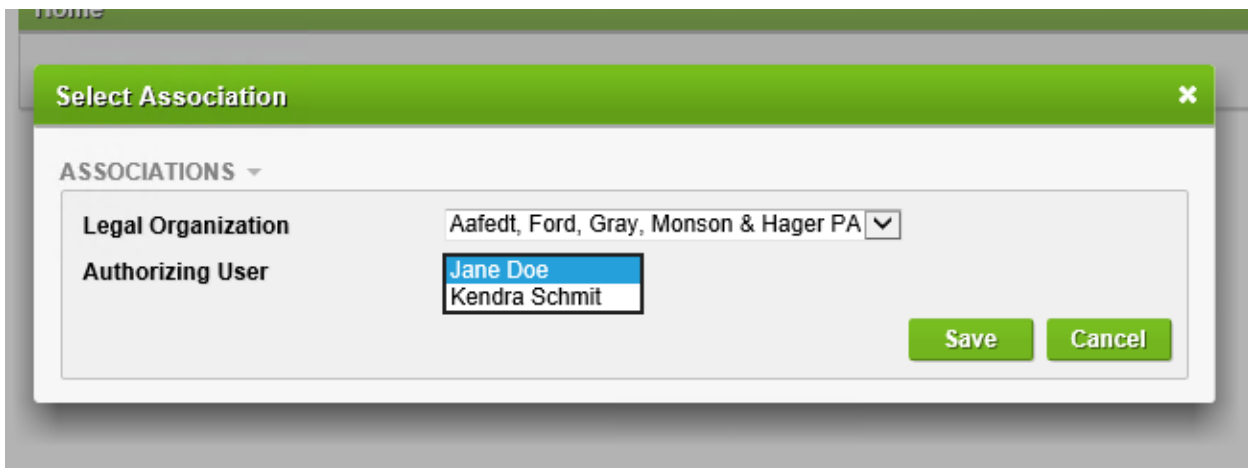 Home
Select Association
ASSOCIATIONS
Legal Organization Aafedt, Ford, Gray, Monson & Hager PA
Authorizing User Jane Doe
Kendra Schmit
Save Cancel